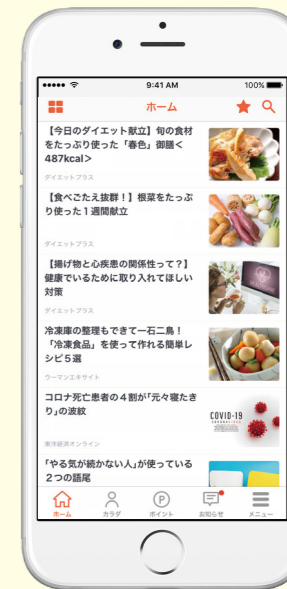 9:41 AM
100%
ホーム
【今日のダイエット献立】旬の食材
をたっぷり使った「春色」御膳<
487kcal>
ダイエットプラス
【食べごたえ抜群！】根菜をたっぷ
り使った１週間献立
ダイエットプラス
【揚げ物と心疾患の関係性って？】
健康でいるために取り入れてほしい
対策
ダイエットプラス
冷凍庫の整理もできて一石二鳥！
「冷凍食品」を使って作れる簡単レ
シピ５選
ウーマンエキサイト
コロナ死亡患者の４割が｢元々寝たき
り｣の波紋
COVID-19
東洋経済オンライン
｢やる気が続かない人｣が使っている
２つの語尾
ホーム
カラダ
P
ポイント
お知らせ
メニュー